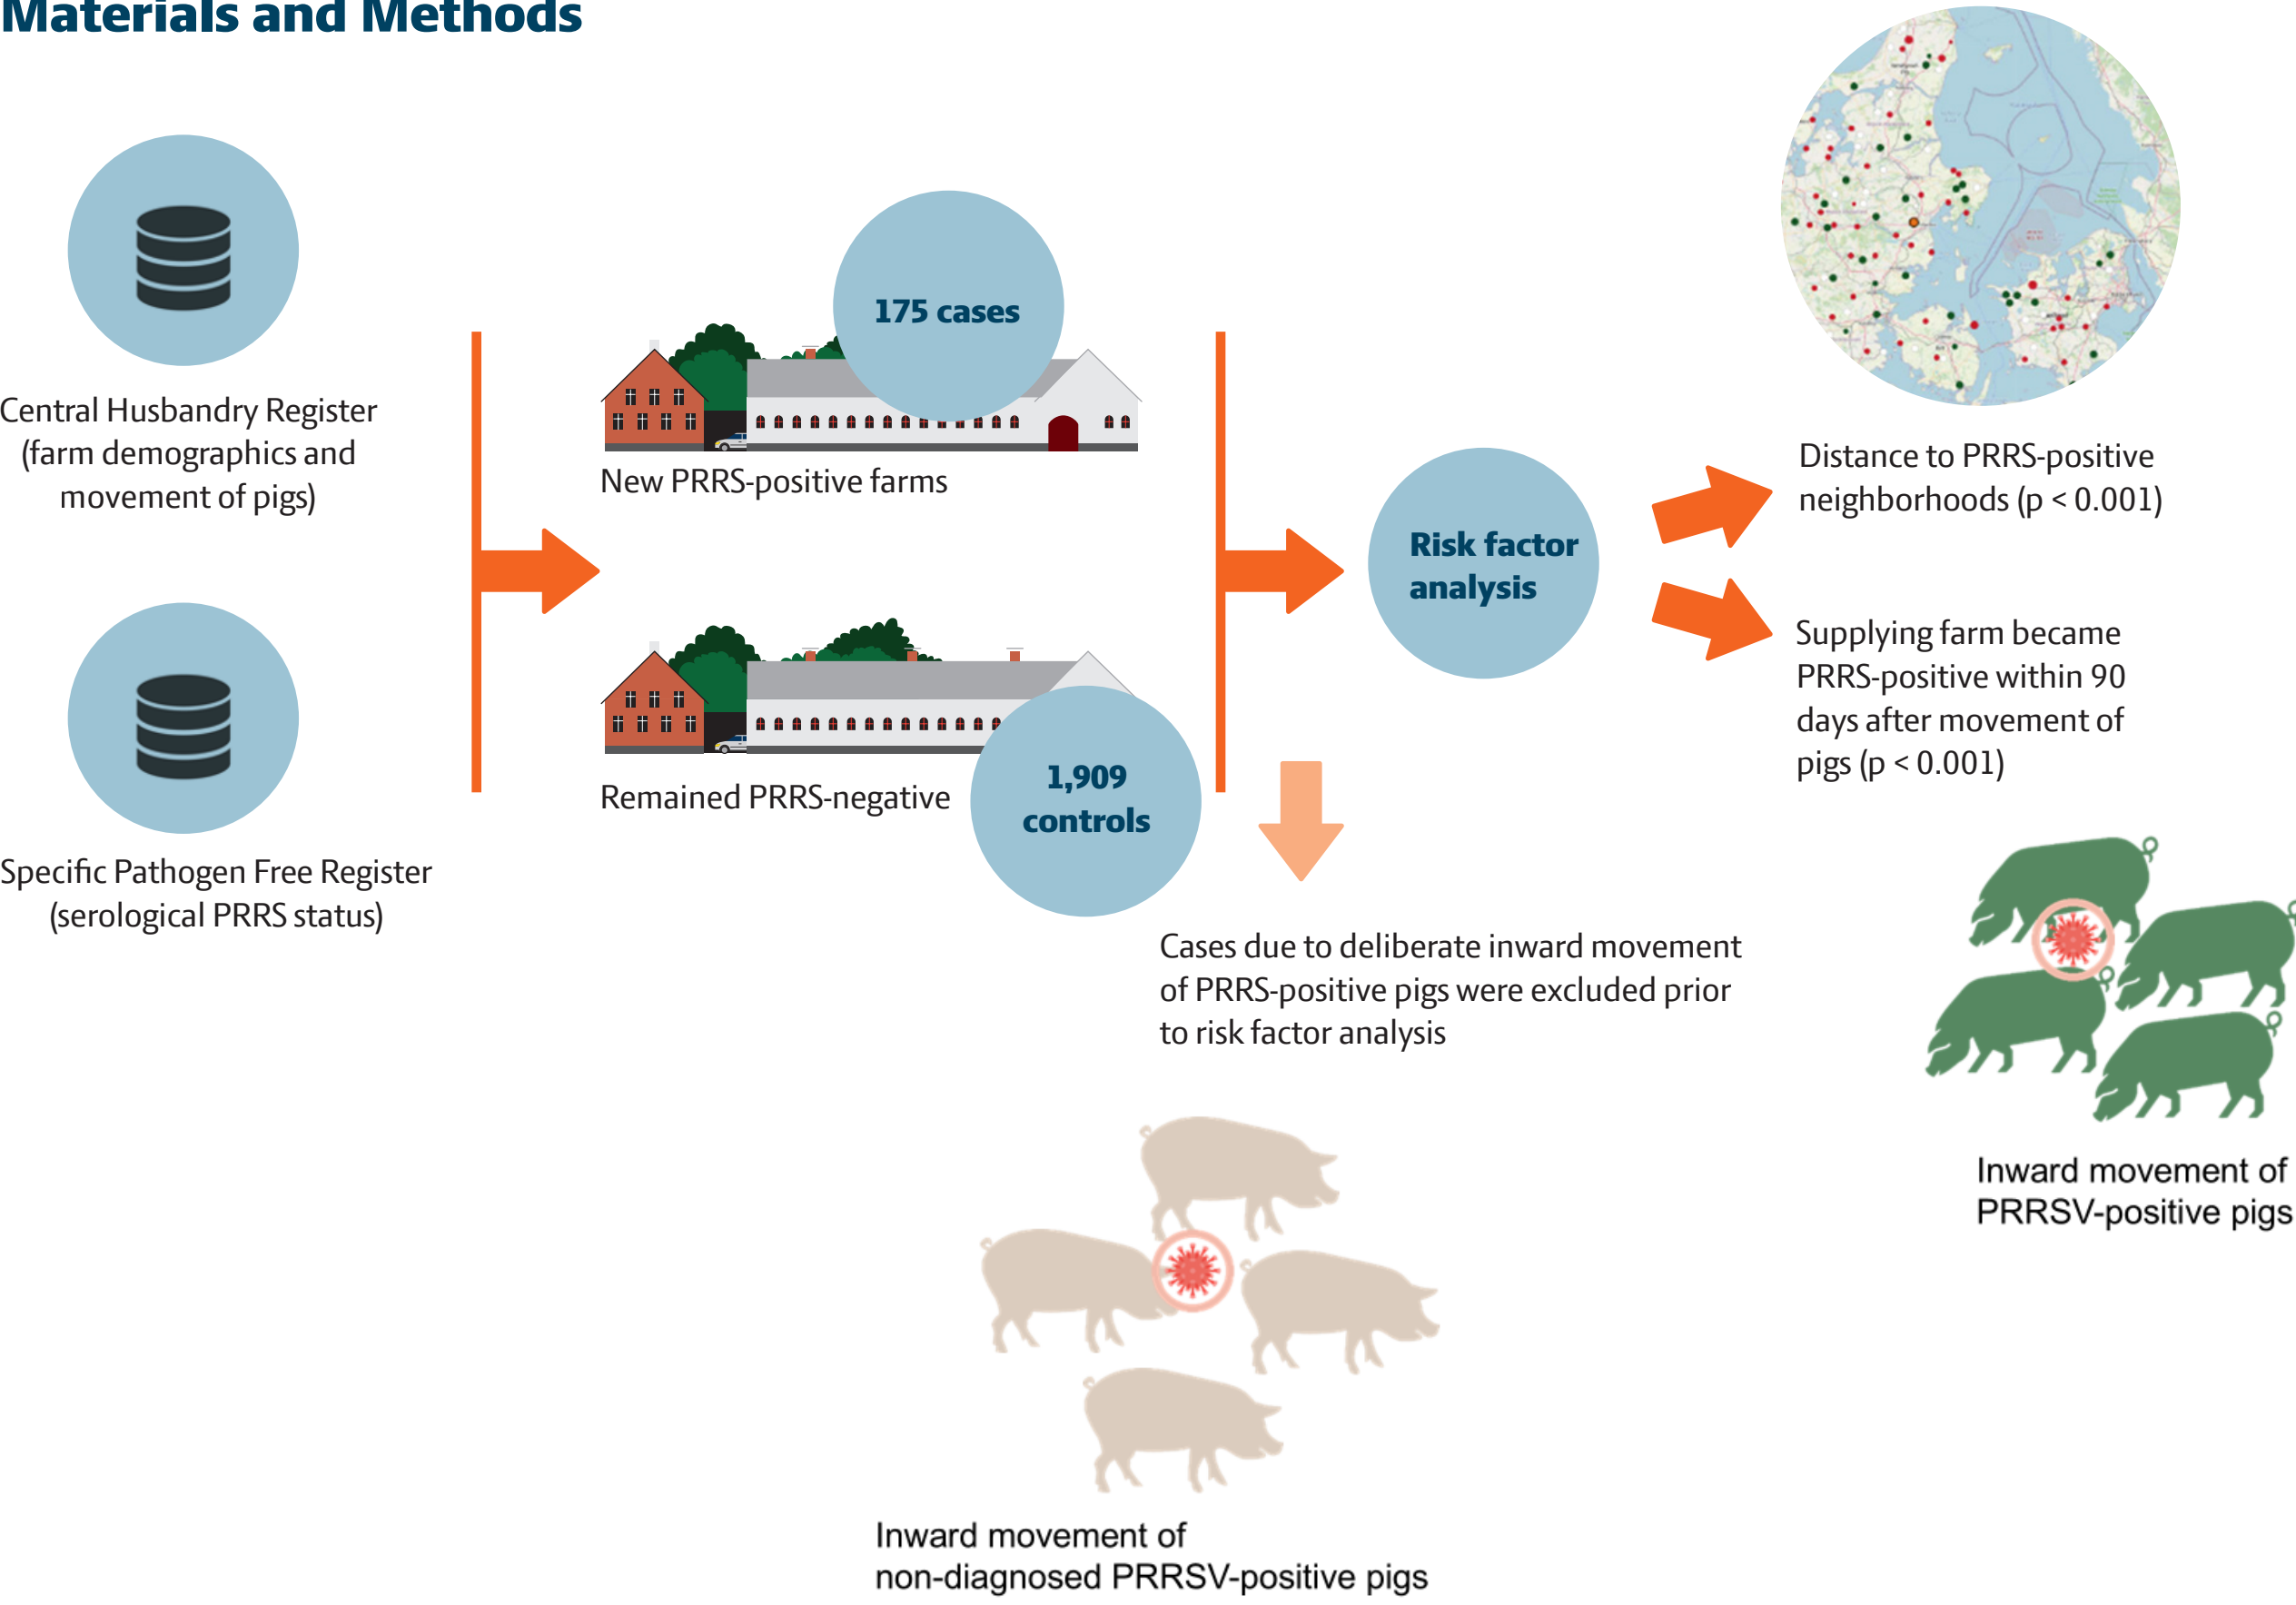 Materials and Methods
Central Husbandry Register
(farm demographics and
movement of pigs)
Specific Pathogen Free Register
(serological PRRS status)
175 cases
New PRRS-positive farms
Remained PRRS-negative
1,909
controls
Risk factor
analysis
Cases due to deliberate inward movement
of PRRS-positive pigs were excluded prior
to risk factor analysis
Distance to PRRS-positive
neighborhoods (p < 0.001)
Supplying farm became
PRRS-positive within 90
days after movement of
pigs (p < 0.001)
Inward movement of
PRRSV-positive pigs
Inward movement of
non-diagnosed PRRSV-positive pigs